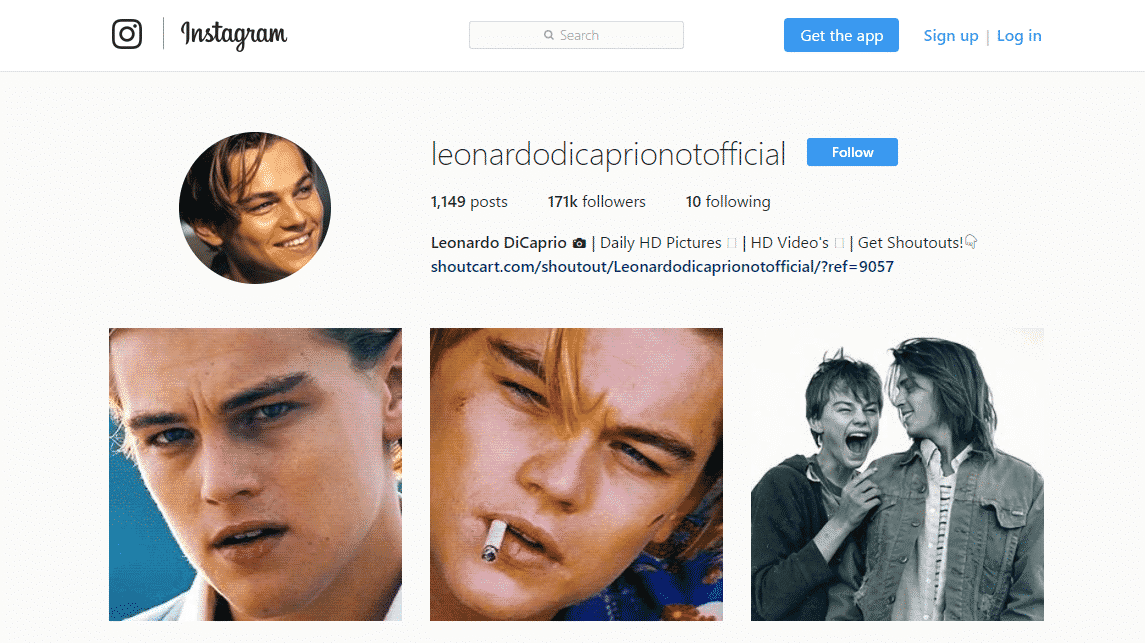 Instagram
Search
Get the app
Sign up | Log in
leonardodicaprionotofficial Follow
1,149 posts 171k followers 10 following
Leonardo DiCaprio 📷 | Daily HD Pictures | HD Video's | Get Shoutouts!👇
shoutcart.com/shoutout/Leonardodicaprionotofficial/?ref=9057